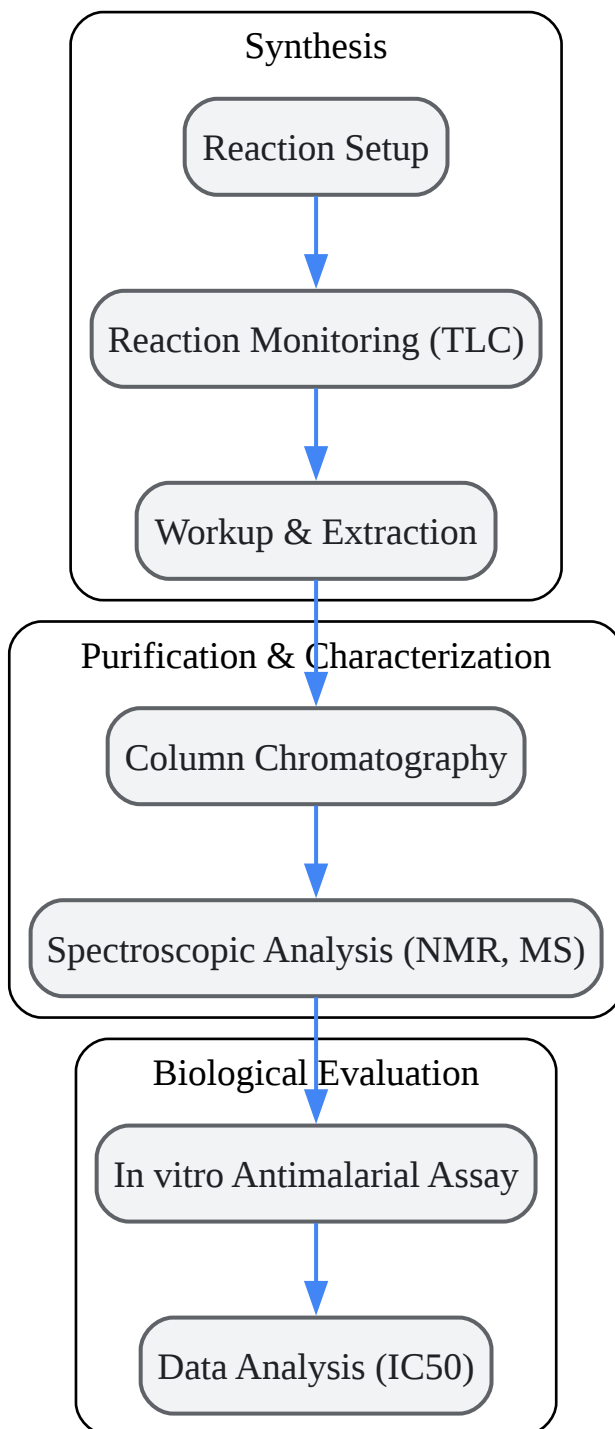 Synthesis
Reaction Setup
Reaction Monitoring (TLC)
Workup & Extraction
Purification & Characterization
Column Chromatography
Spectroscopic Analysis (NMR, MS)
Biological Evaluation
In vitro Antimalarial Assay
Data Analysis (IC50)